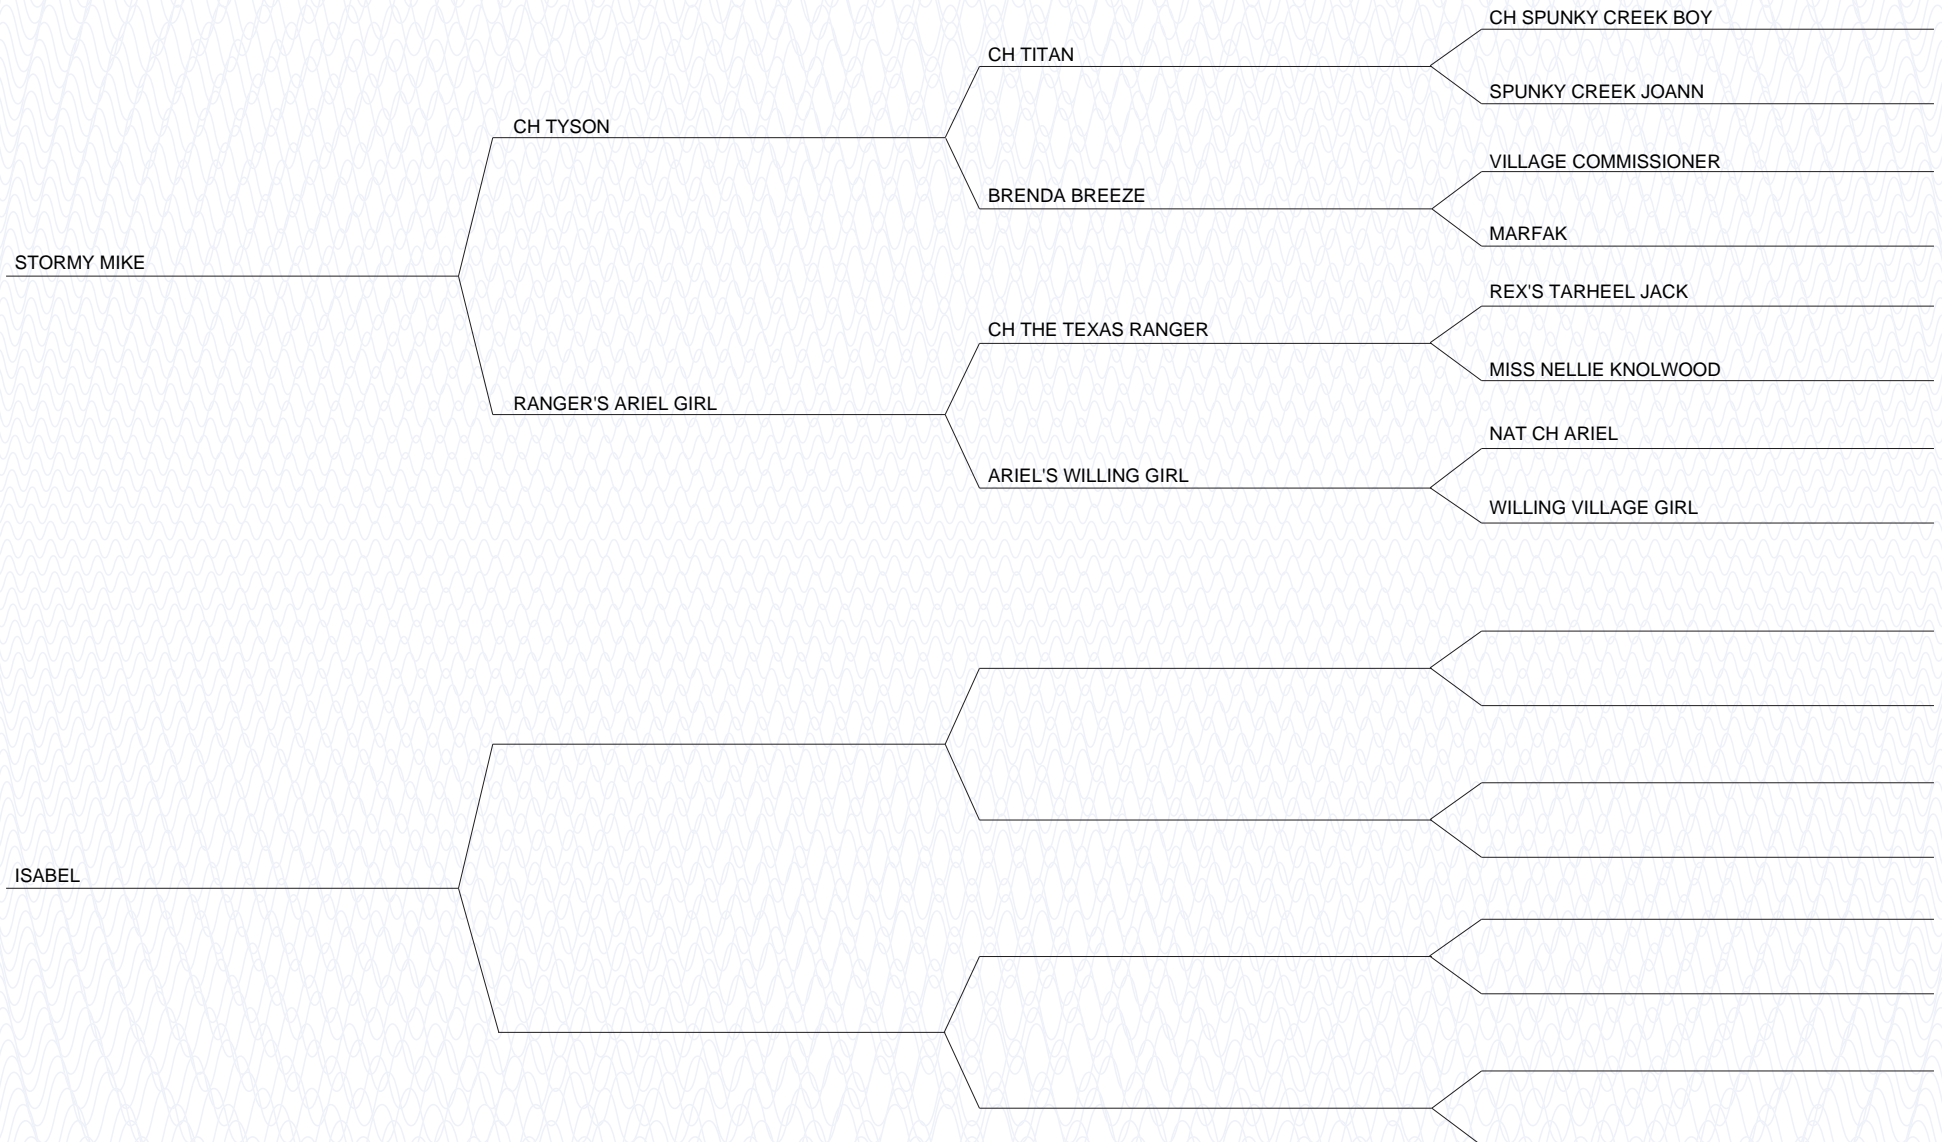 CH SPUNKY CREEK BOY
CH TITAN
SPUNKY CREEK JOANN
CH TYSON
VILLAGE COMMISSIONER
BRENDA BREEZE
MARFAK
STORMY MIKE
REX'S TARHEEL JACK
CH THE TEXAS RANGER
MISS NELLIE KNOLWOOD
RANGER'S ARIEL GIRL
NAT CH ARIEL
ARIEL'S WILLING GIRL
WILLING VILLAGE GIRL
ISABEL